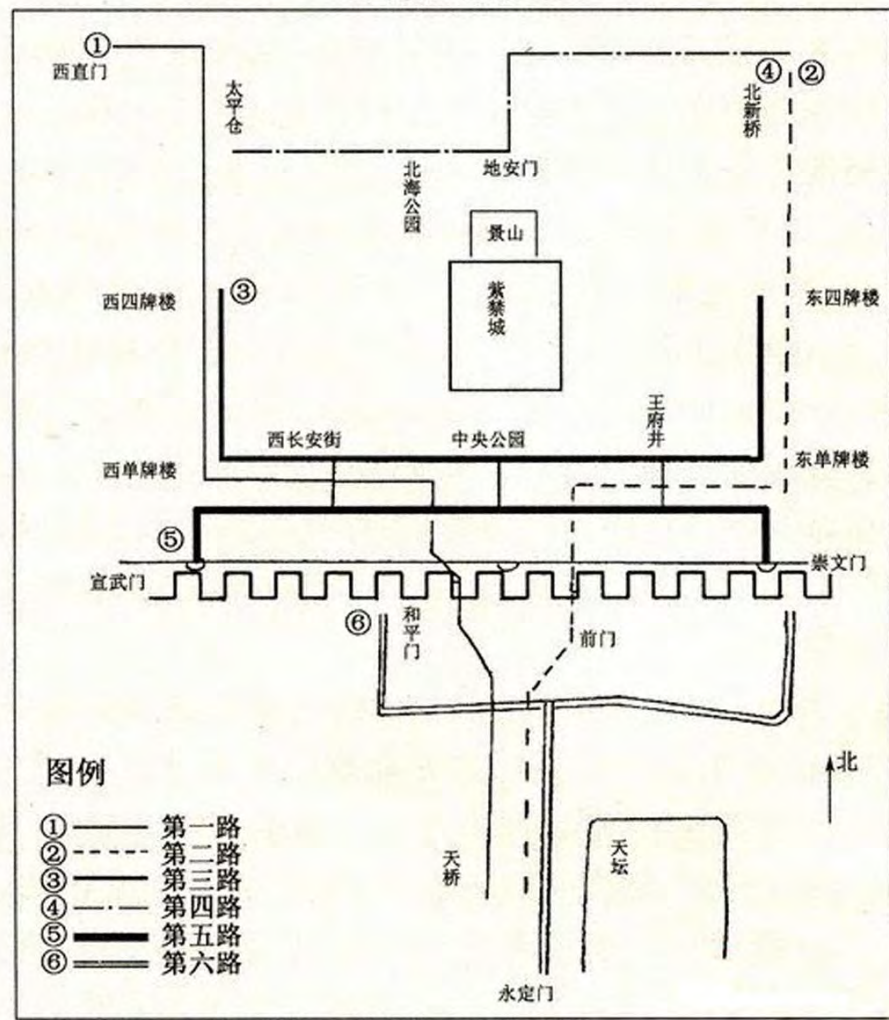 ①
西直门
太平仓
④
②
北新桥
北海公园
地安门
景山
紫禁城
西四牌楼
③
东四牌楼
王府井
西长安街
中央公园
西单牌楼
东单牌楼
⑤
崇文门
宣武门
⑥
和平门
前门
图例
北
① 第一路
② 第二路
③ 第三路
④ 第四路
⑤ 第五路
⑥ 第六路
天桥
天坛
永定门